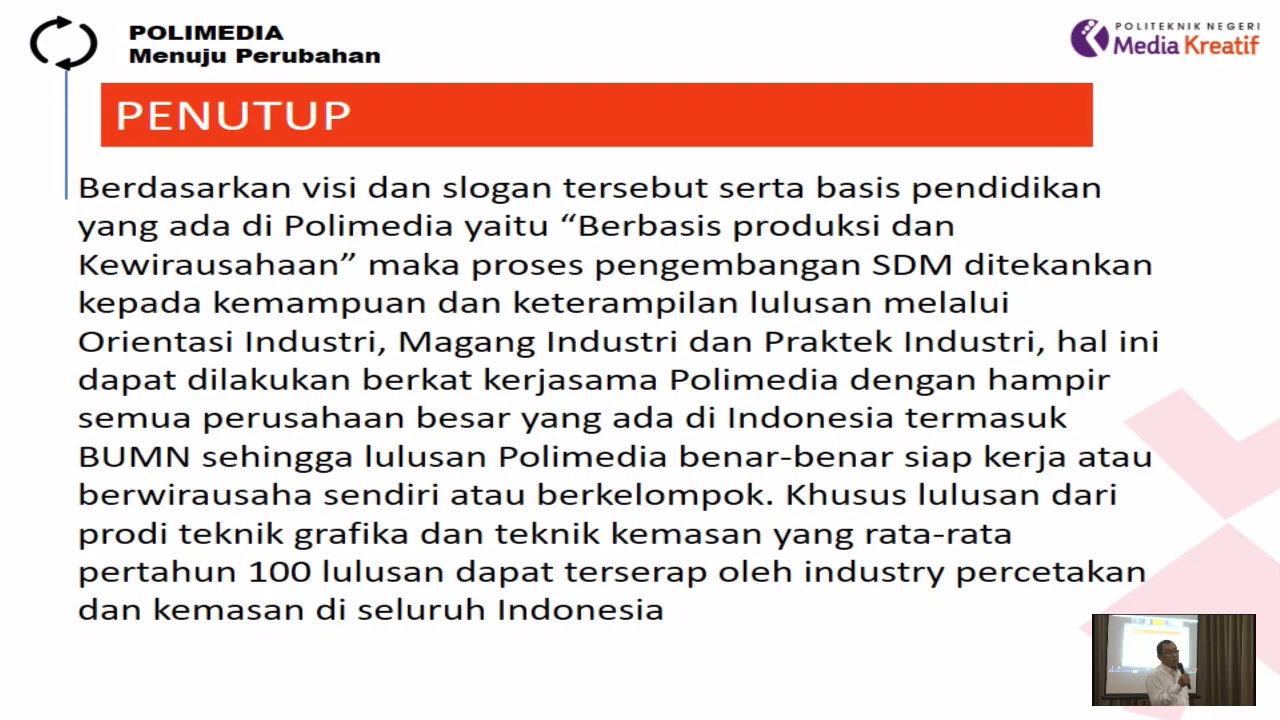 POLIMEDIA
Menuju Perubahan
POLITEKNIK NEGERI
Media Kreatif
PENUTUP
Berdasarkan visi dan slogan tersebut serta basis pendidikan
yang ada di Polimedia yaitu “Berbasis produksi dan
Kewirausahaan” maka proses pengembangan SDM ditekankan
kepada kemampuan dan keterampilan lulusan melalui
Orientasi Industri, Magang Industri dan Praktek Industri, hal ini
dapat dilakukan berkat kerjasama Polimedia dengan hampir
semua perusahaan besar yang ada di Indonesia termasuk
BUMN sehingga lulusan Polimedia benar-benar siap kerja atau
berwirausaha sendiri atau berkelompok. Khusus lulusan dari
prodi teknik grafika dan teknik kemasan yang rata-rata
pertahun 100 lulusan dapat terserap oleh industry percetakan
dan kemasan di seluruh Indonesia